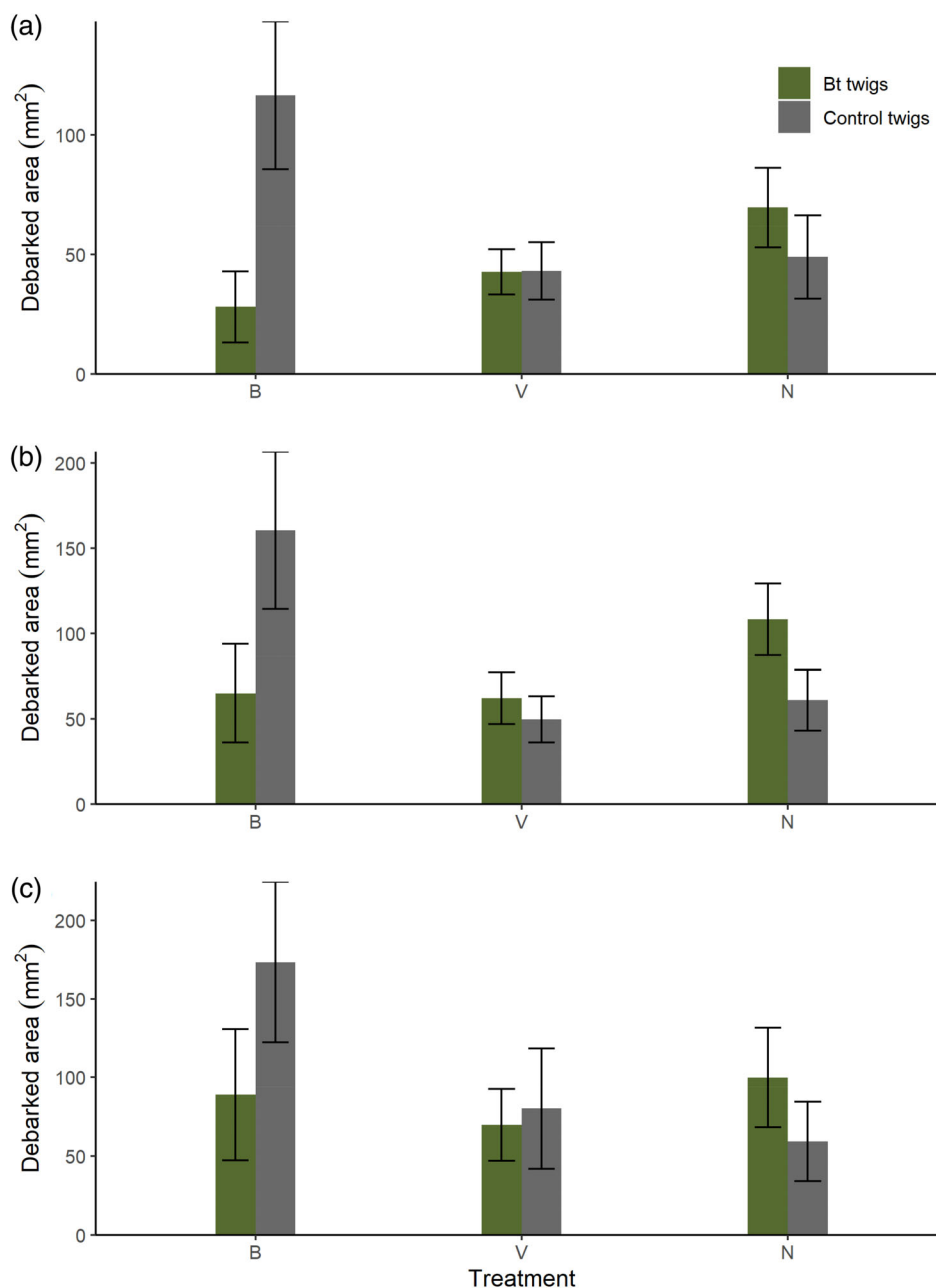 (a)
Debarked area (mm²)
100
50
0
B V N
Bt twigs
Control twigs
(b)
Debarked area (mm²)
200
150
100
50
0
B V N
(c)
Debarked area (mm²)
200
150
100
50
0
B V N
Treatment